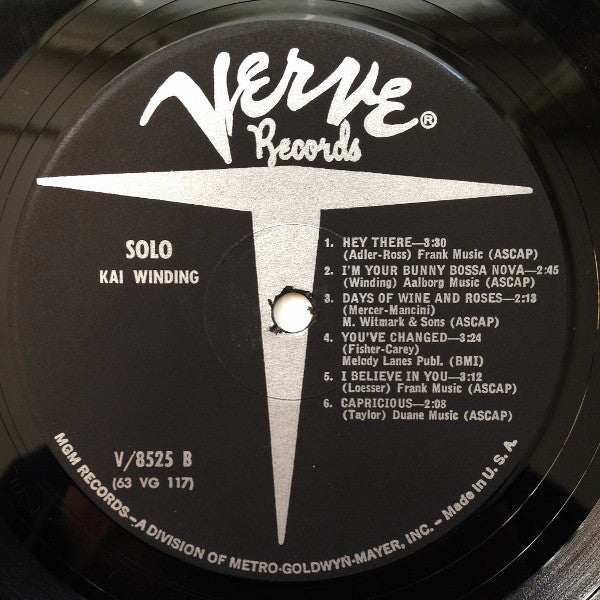 VERVE ®
Records
SOLO
KAI WINDING
1. HEY THERE—3:30
(Adler-Ross) Frank Music (ASCAP)
2. I'M YOUR BUNNY BOSSA NOVA—2:45
(Winding) Aalborg Music (ASCAP)
3. DAYS OF WINE AND ROSES—2:13
(Mercer-Mancini)
M. Witmark & Sons (ASCAP)
4. YOU'VE CHANGED—3:24
(Fisher-Carey)
Melody Lanes Publ. (BMI)
5. I BELIEVE IN YOU—3:12
(Loesser) Frank Music (ASCAP)
6. CAPRICIOUS—2:08
(Taylor) Duane Music (ASCAP)
V/8525 B
(63 VG 117)
MGM RECORDS—A DIVISION OF METRO-GOLDWYN-MAYER, INC. — Made in U. S. A.